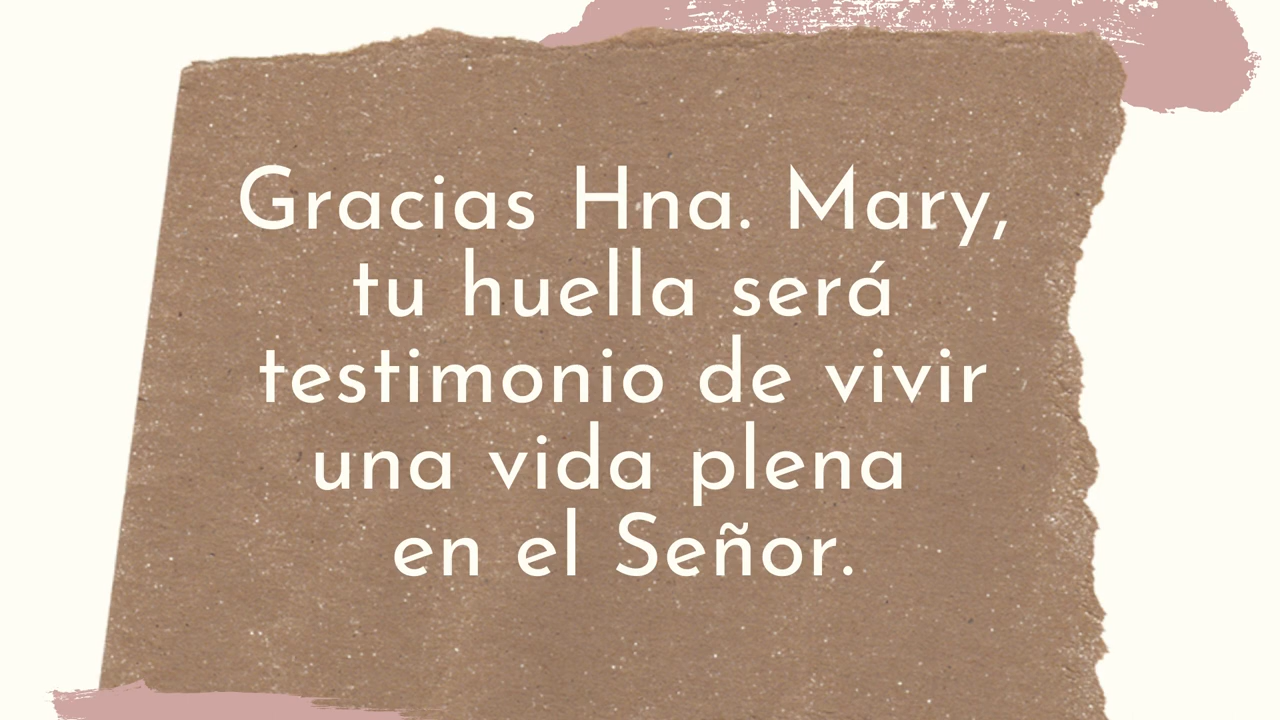 Gracias Hna. Mary,
tu huella será
testimonio de vivir
una vida plena
en el Señor.